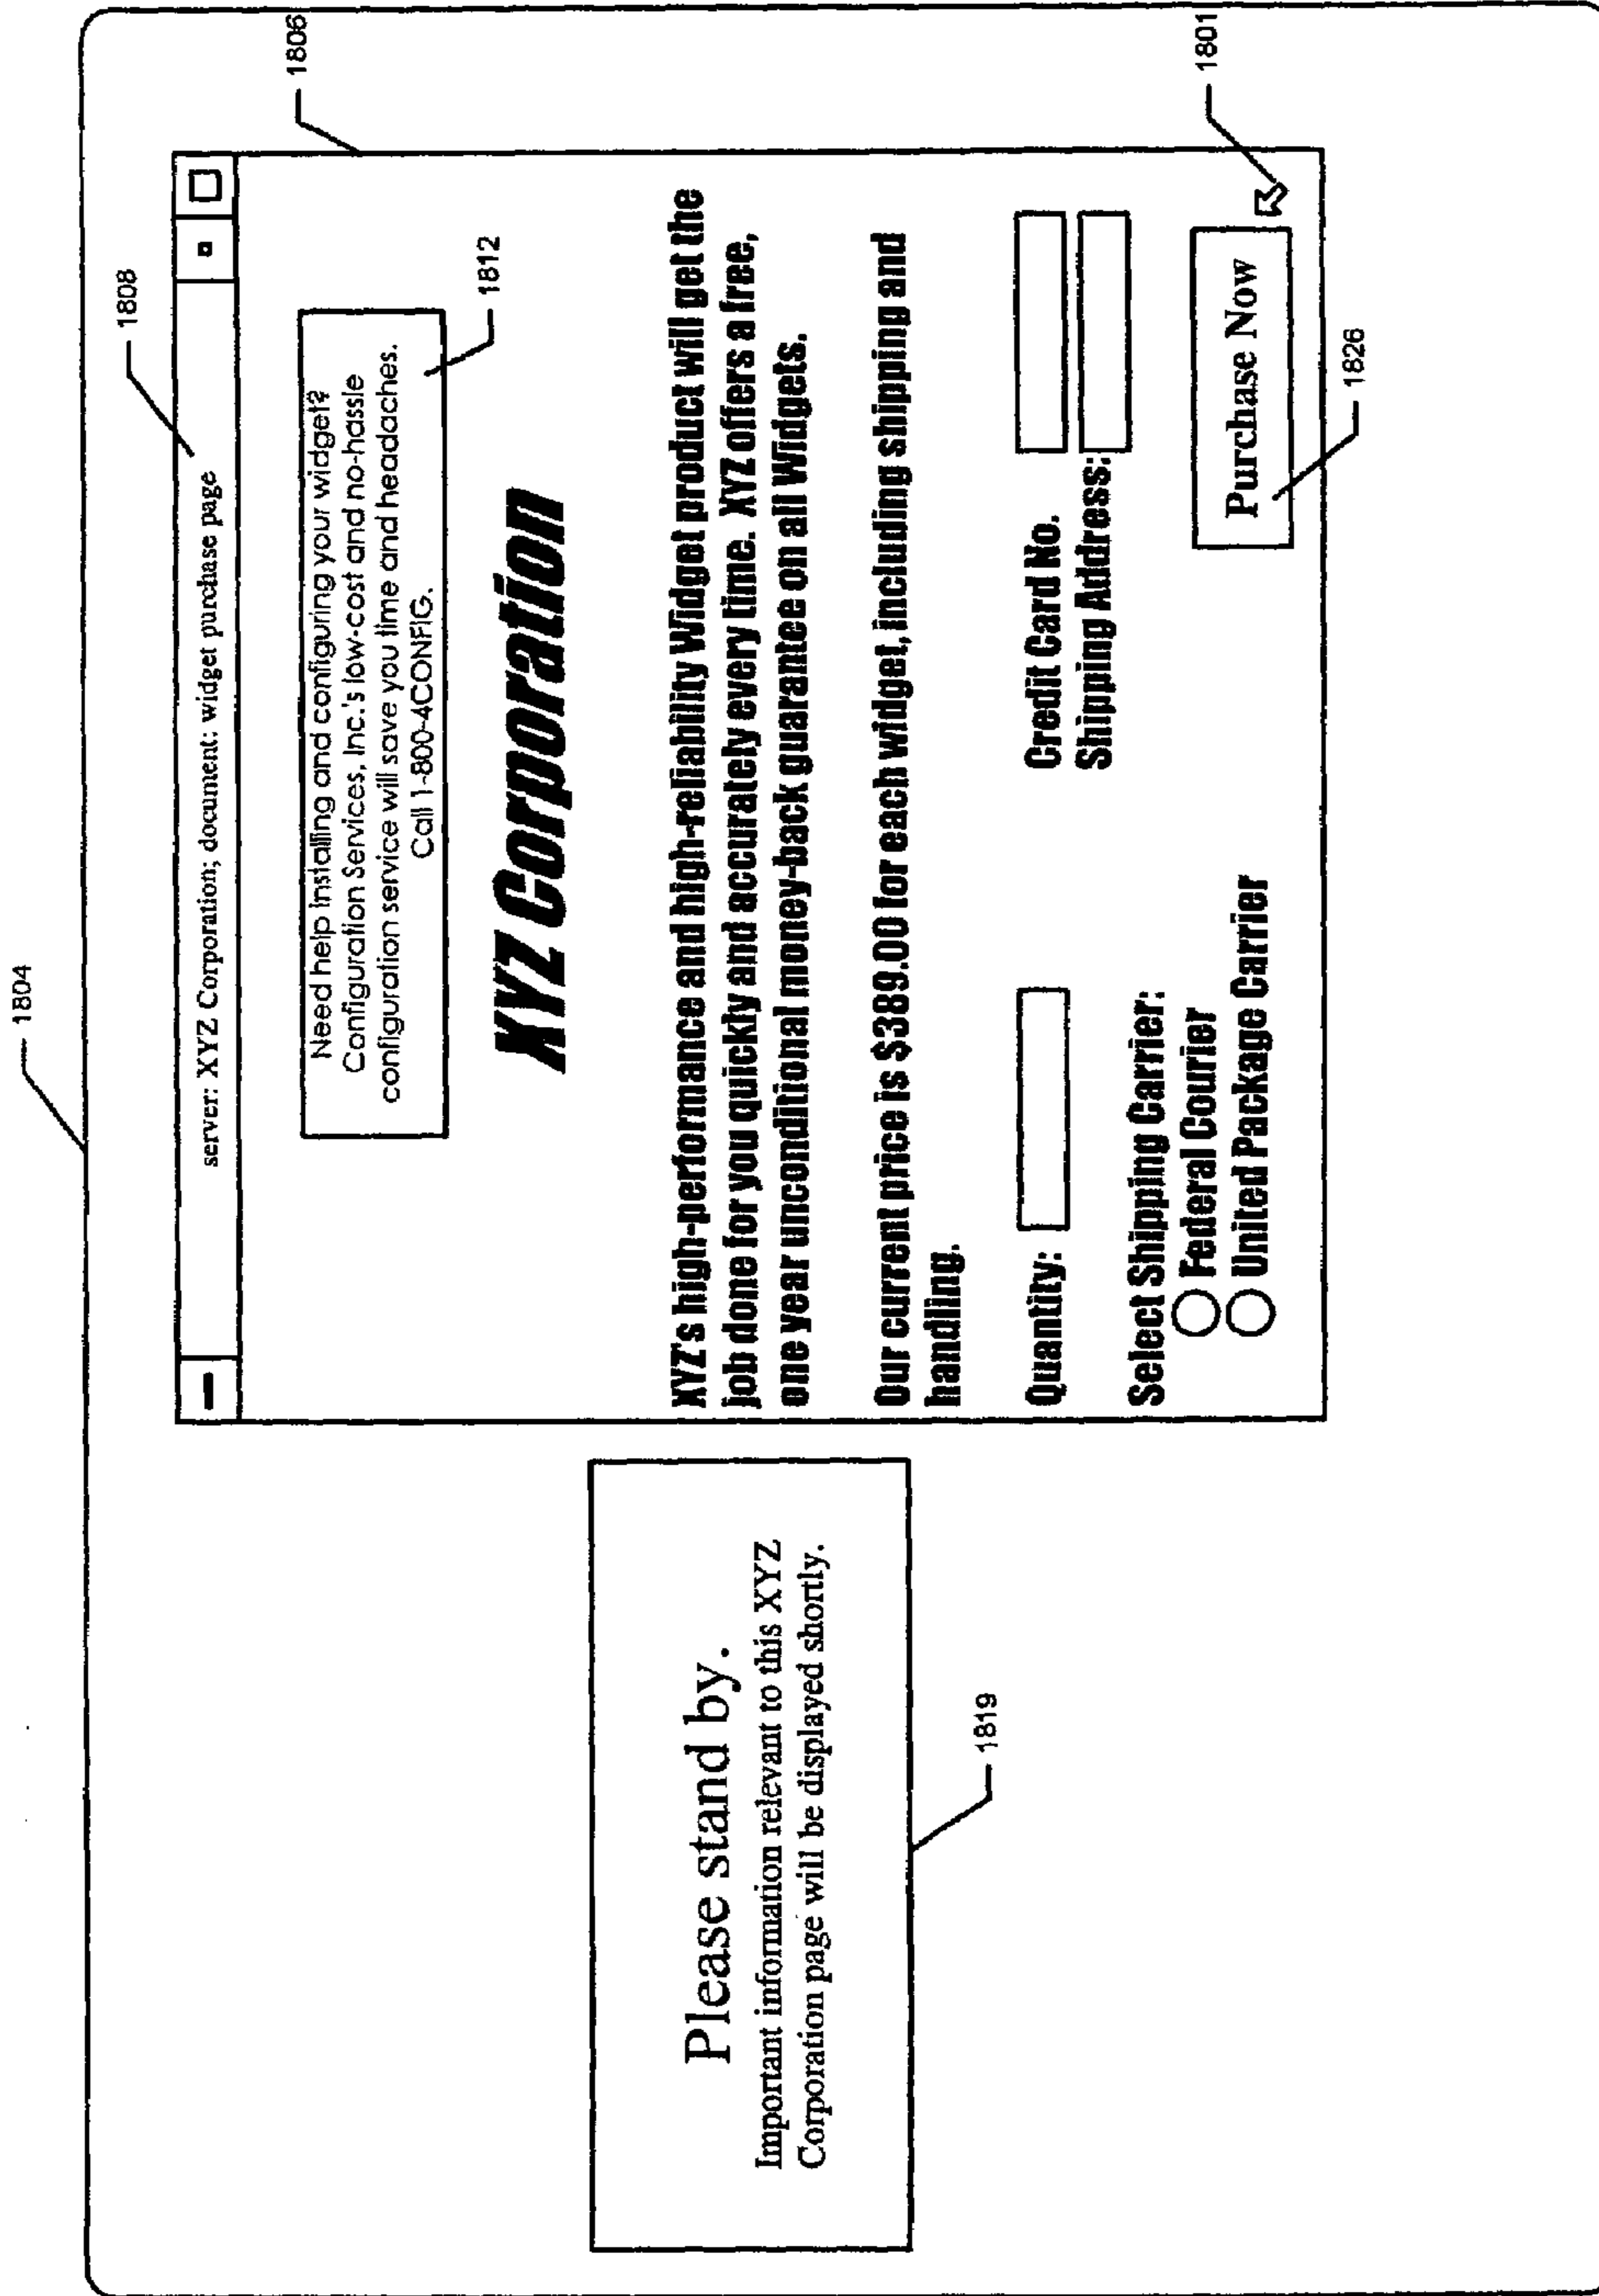 1804
1808
1806
server: XYZ Corporation; document: widget purchase page
Need help installing and configuring your widget?
Configuration Services, Inc.'s low-cost and no-hassle
configuration service will save you time and headaches.
Call 1-800-4CONFIG.
1812
XYZ Corporation
XYZ's high-performance and high-reliability Widget product will get the
job done for you quickly and accurately every time. XYZ offers a free,
one year unconditional money-back guarantee on all Widgets.
Our current price is $389.00 for each widget, including shipping and
handling.
Quantity:
Credit Card No.
Shipping Address:
Select Shipping Carrier:
Federal Courier
United Package Carrier
Purchase Now
1801
1826
Please stand by.
Important information relevant to this XYZ
Corporation page will be displayed shortly.
1819